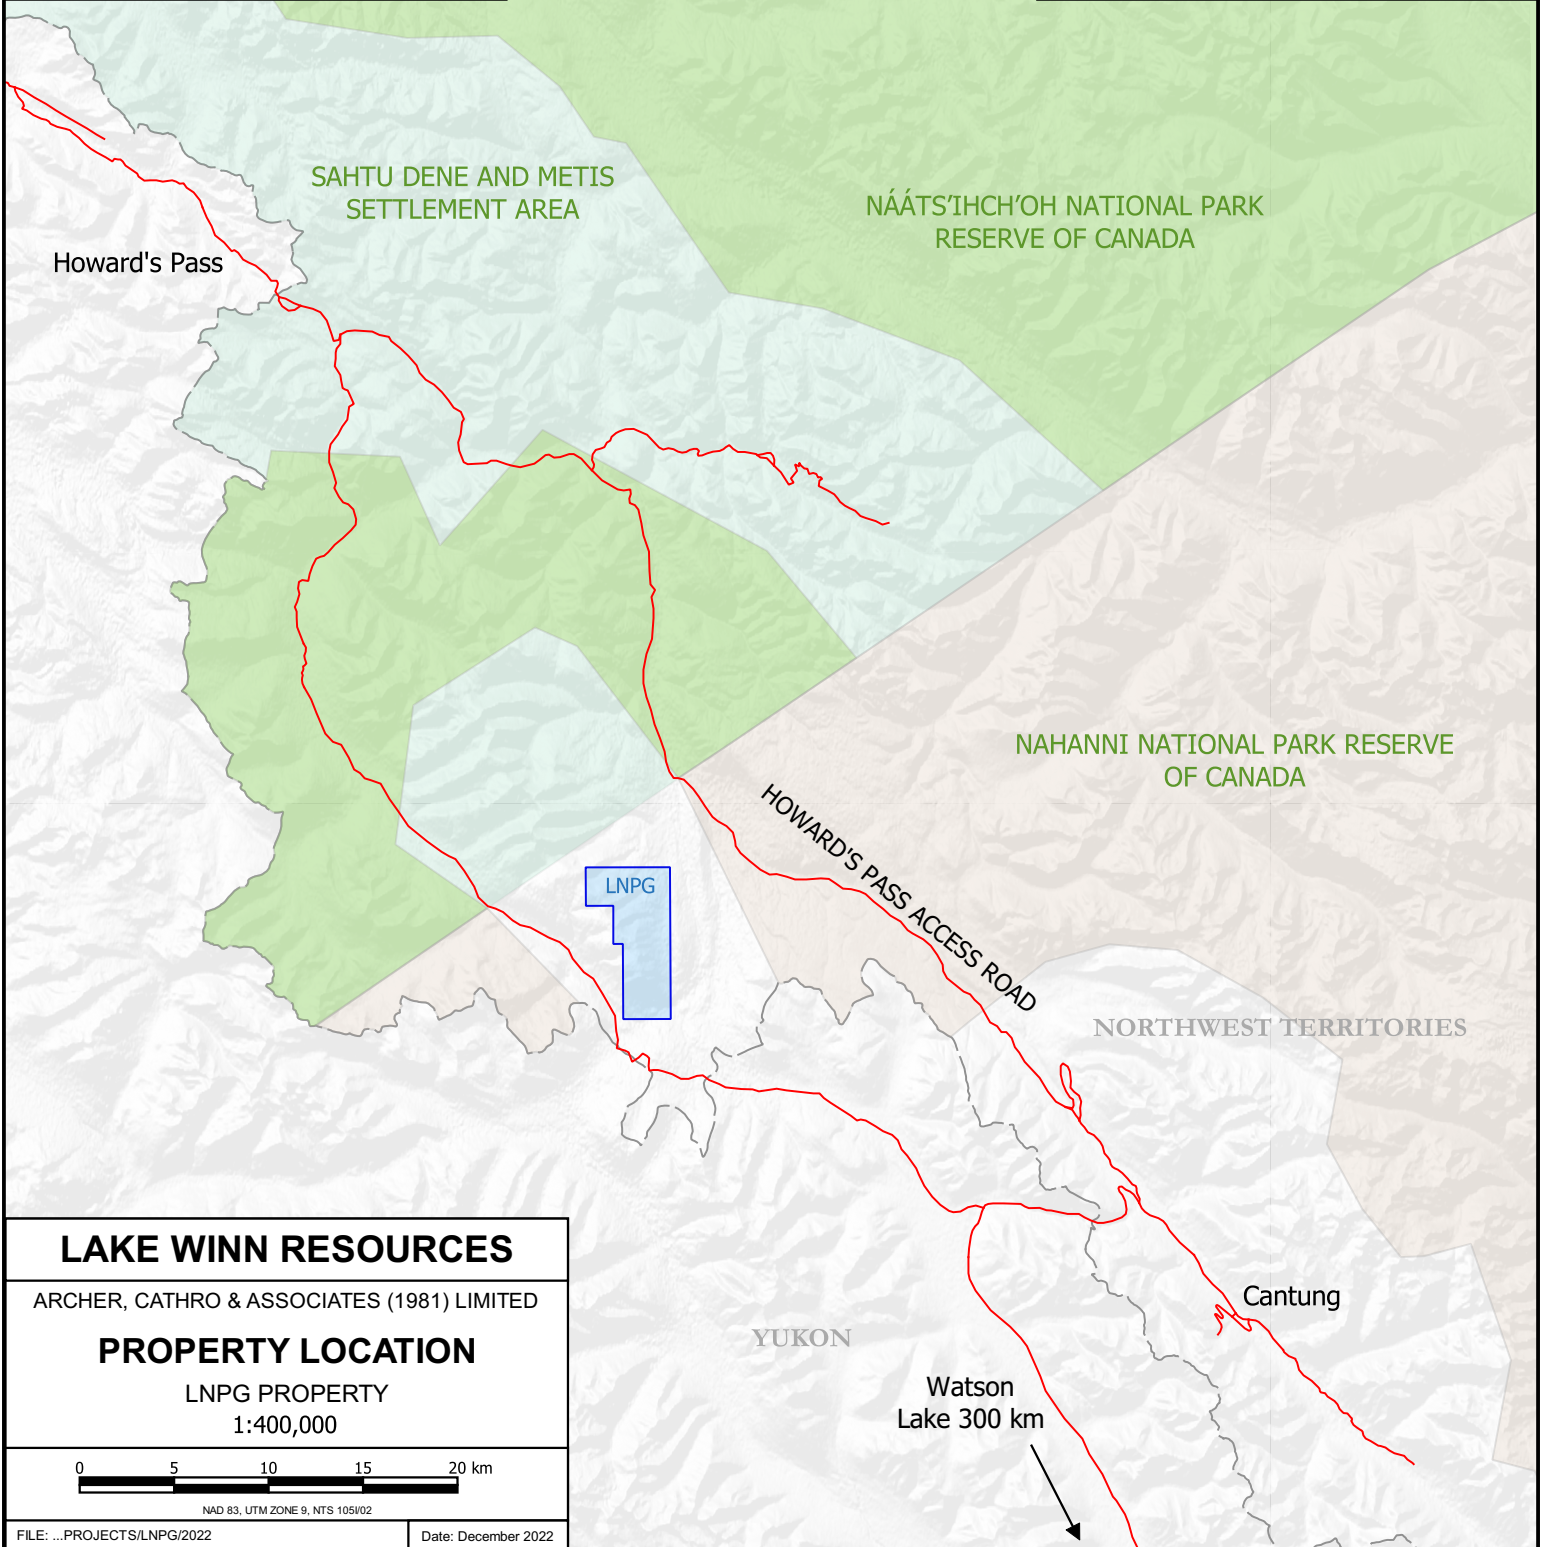 SAHTU DENE AND METIS
SETTLEMENT AREA
NÁÁTS’IHCH’OH NATIONAL PARK
RESERVE OF CANADA
Howard's Pass
NAHANNI NATIONAL PARK RESERVE
OF CANADA
HOWARD'S PASS ACCESS ROAD
LNPG
NORTHWEST TERRITORIES
Cantung
YUKON
Watson
Lake 300 km
LAKE WINN RESOURCES
ARCHER, CATHRO & ASSOCIATES (1981) LIMITED
PROPERTY LOCATION
LNPG PROPERTY
1:400,000
0 5 10 15 20 km
NAD 83, UTM ZONE 9, NTS 105I/02
FILE: ...PROJECTS/LNPG/2022
Date: December 2022